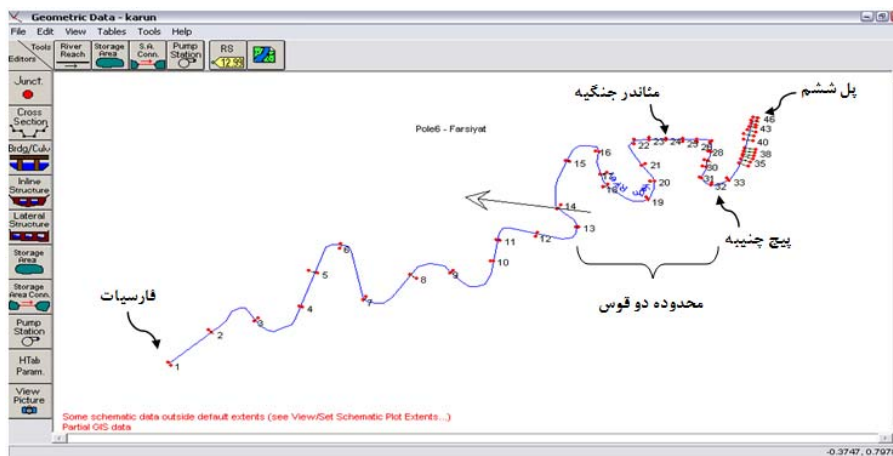 Geometric Data - karun
File Edit View Tables Tools Help
Tools
Editors
River
Reach
Storage
Area
S.A.
Conn.
Pump
Station
RS
12.99
Junct.
Cross
Section
Brdg/Culv
Inline
Structure
Lateral
Structure
Storage
Area
Storage
Area Conn.
Pump
Station
HTab
Param.
View
Picture
Pole6 - Farsiyat
مئاندر جنگیه
پل ششم
پیچ چنیبه
محدوده دو قوس
فارسیات
46
43
40
38
35
33
32
31
30
28
26
25
24
23
22
21
20
19
18
17
16
15
14
13
12
11
10
9
8
7
6
5
4
3
2
1
Some schematic data outside default extents (see View/Set Schematic Plot Extents...)
Partial GIS data
-0.3747, 0.797